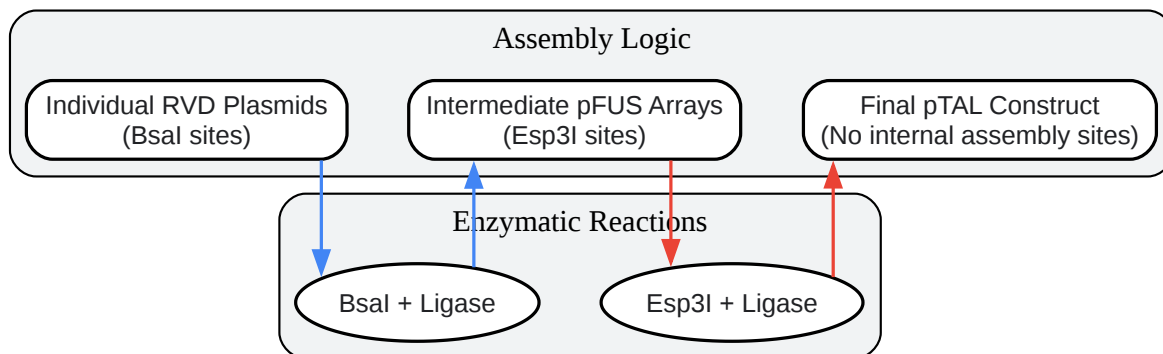 Assembly Logic
Individual RVD Plasmids
(BsaI sites)
Intermediate pFUS Arrays
(Esp3I sites)
Final pTAL Construct
(No internal assembly sites)
Enzymatic Reactions
BsaI + Ligase
Esp3I + Ligase